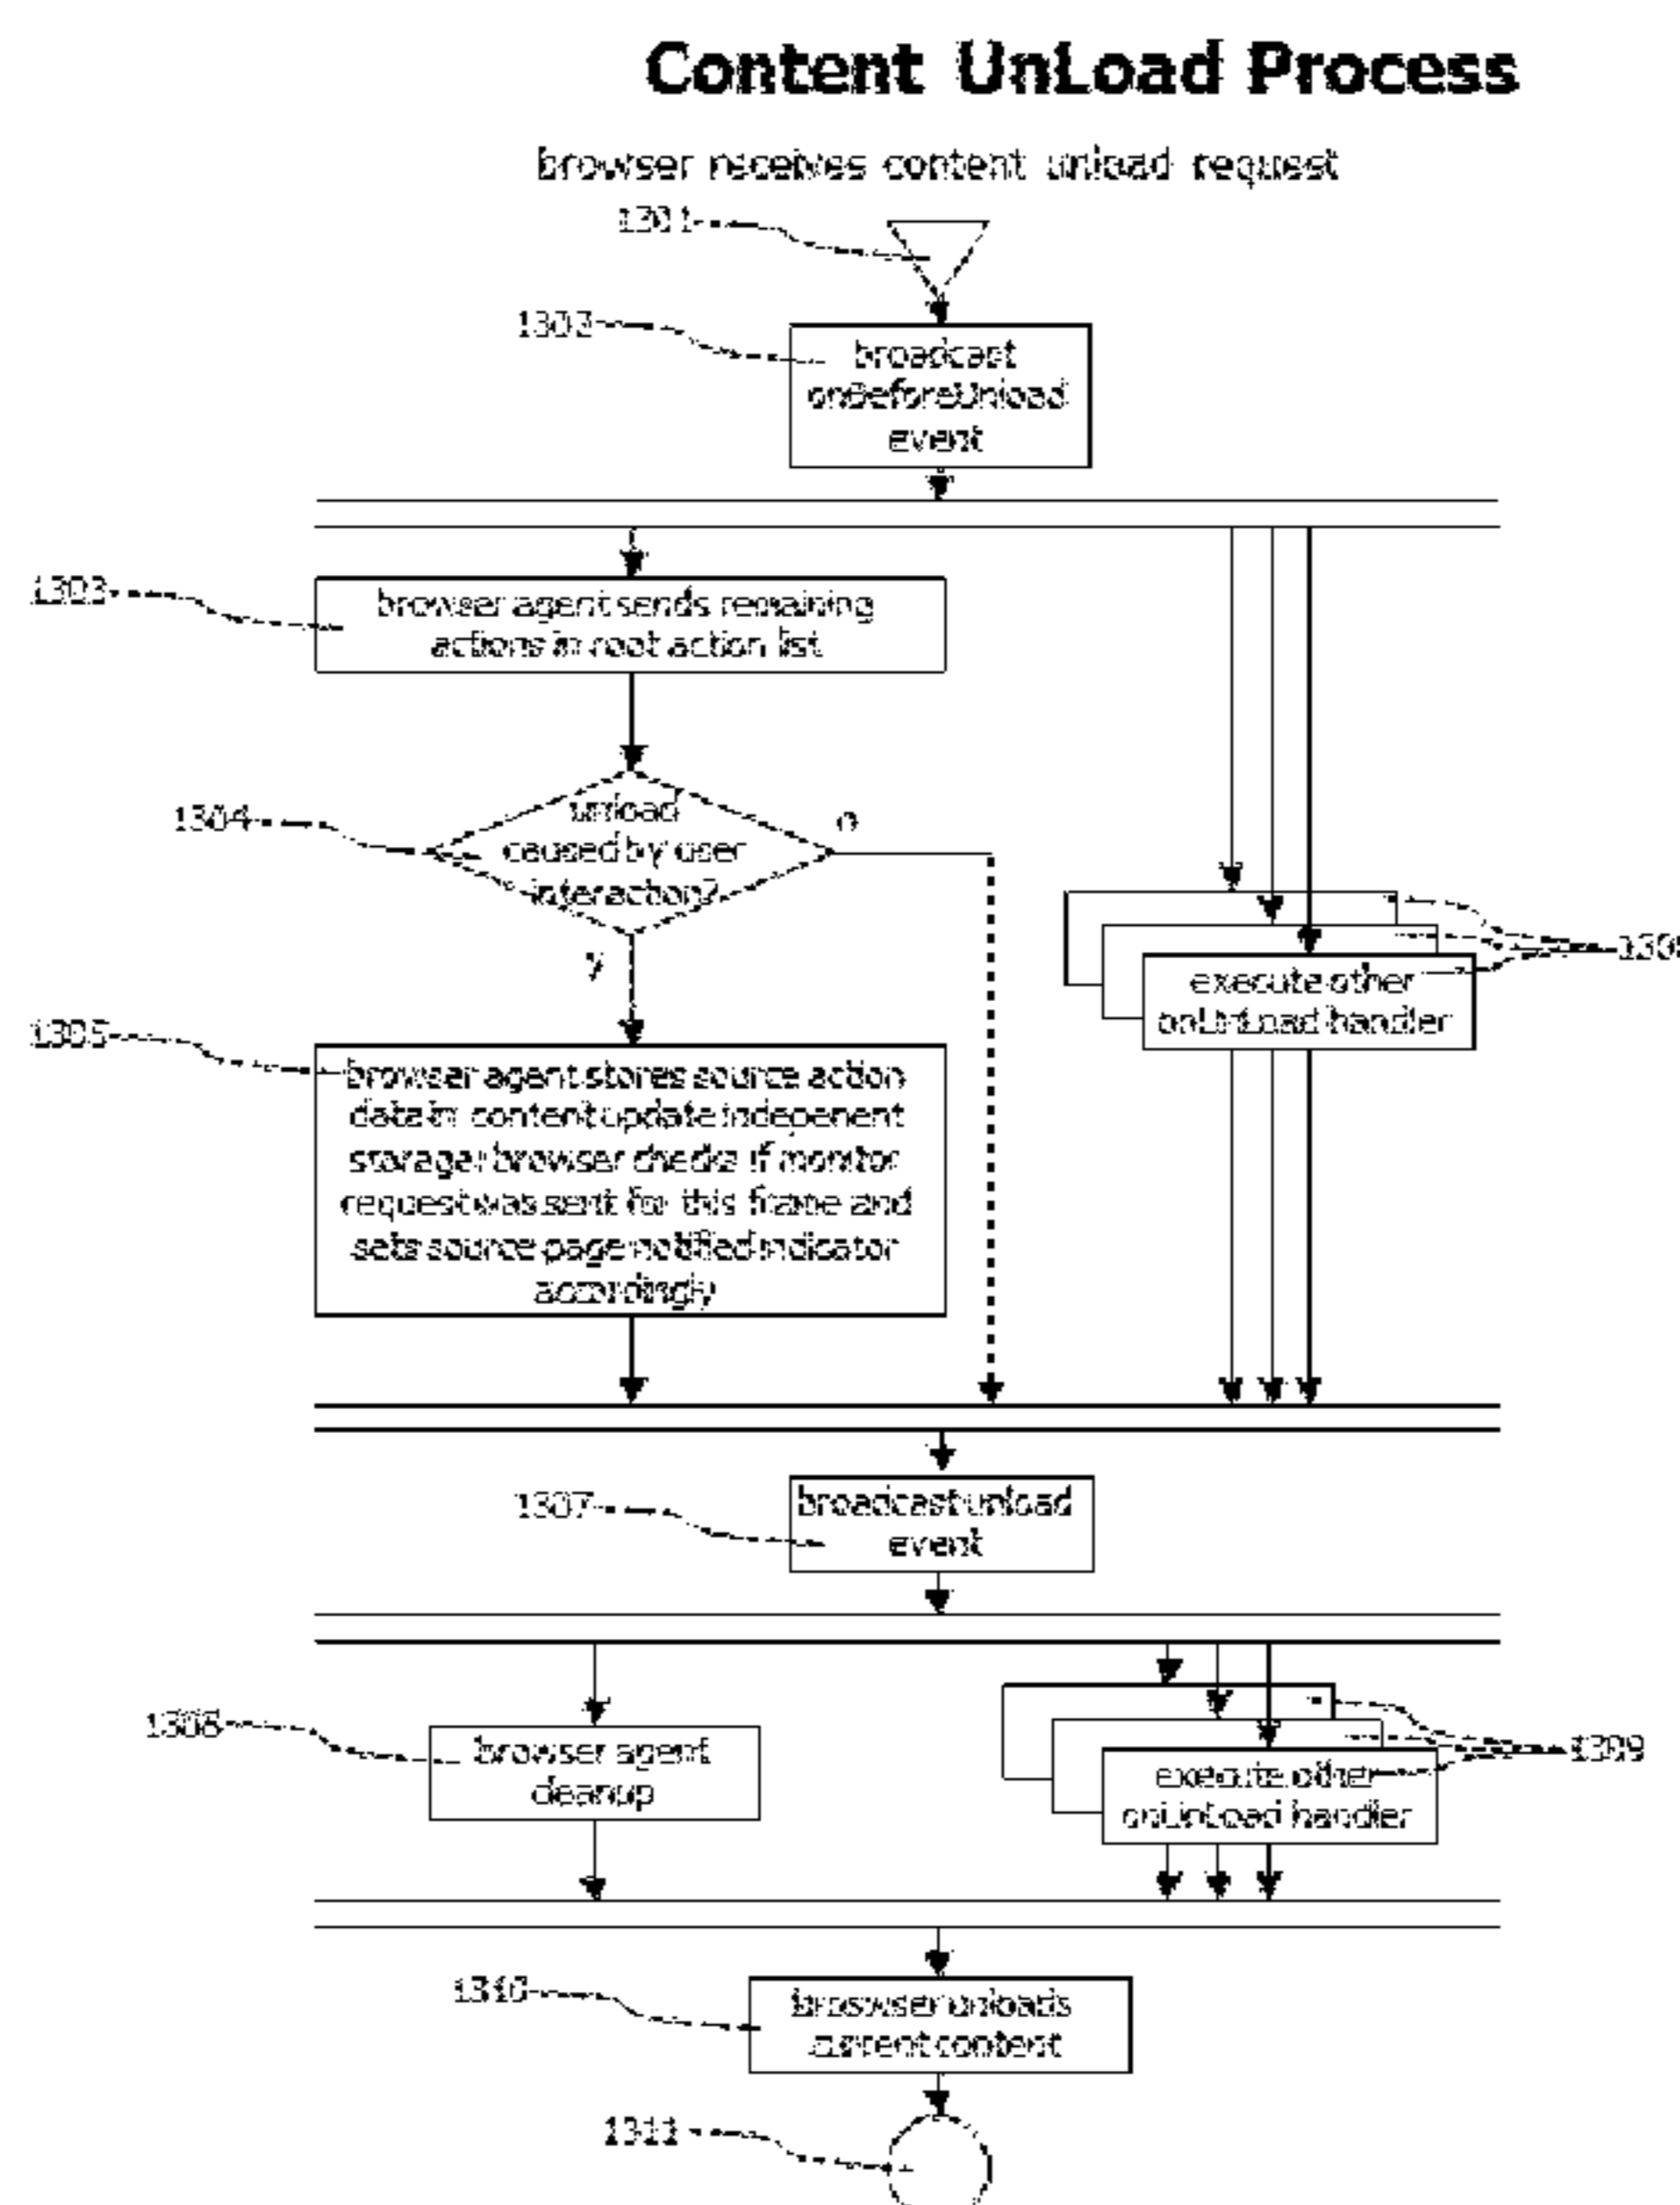 Content UnLoad Process
browser receives content unload request
1301
1302
broadcast
onBeforeUnload
event
1303
browser agent sends remaining
actions in root action list
1304
unload
caused by user
interaction?
n
y
execute other
onUnLoad handler
1305
browser agent stores source action
data in content update indepenent
storage: browser checks if monitor
request was sent for this frame and
sets source page notified indicator
accordingly
1307
broadcast unload
event
1308
browser agent
cleanup
1309
execute other
onUnLoad handler
1310
broswser unloads
current content
1311